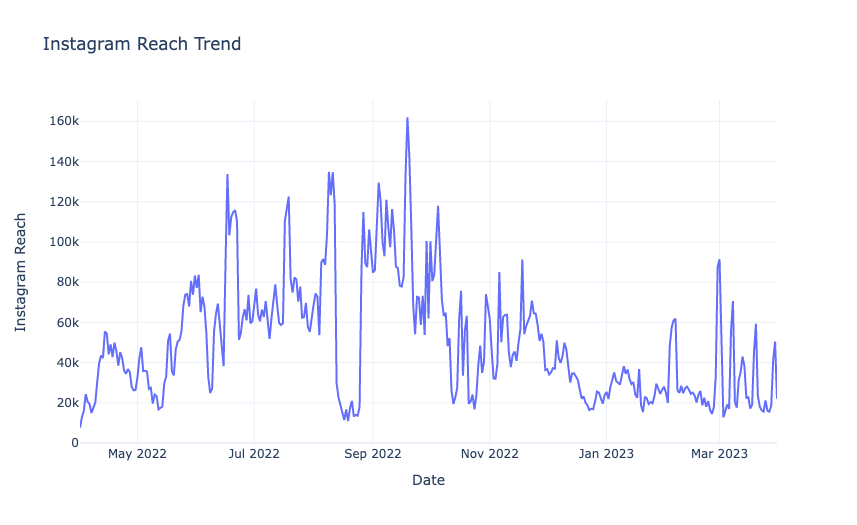 Instagram Reach Trend
160k
140k
120k
100k
80k
60k
40k
20k
0
Instagram Reach
May 2022 Jul 2022 Sep 2022 Nov 2022 Jan 2023 Mar 2023
Date